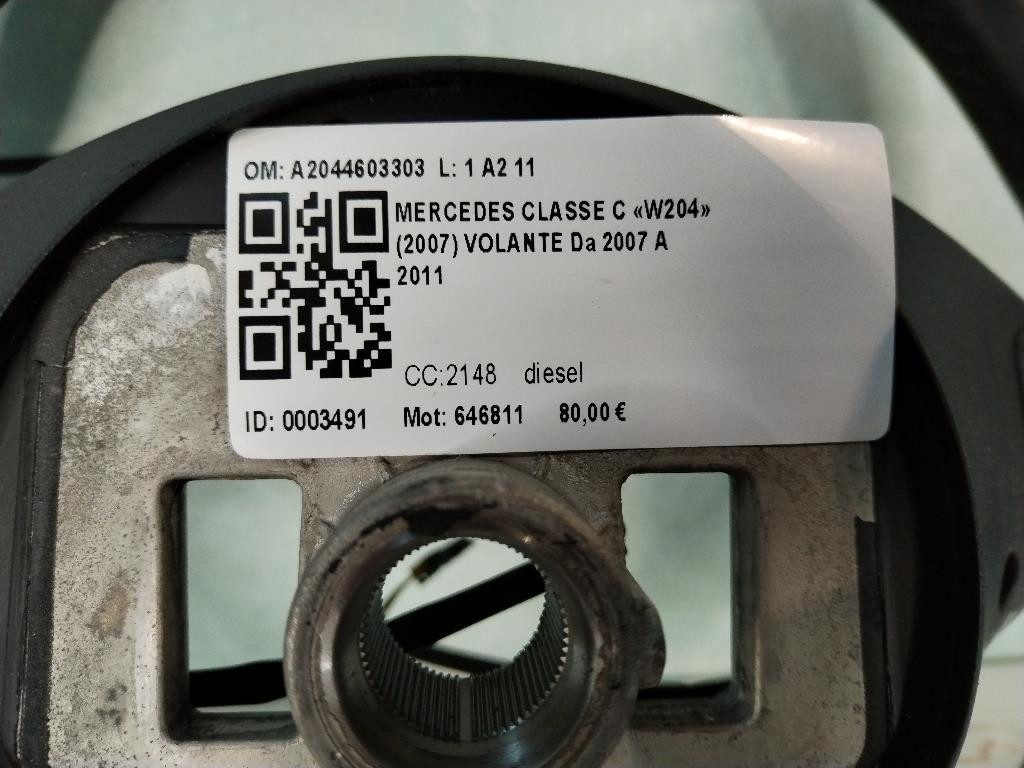 OM: A2044603303 L: 1 A2 11
MERCEDES CLASSE C «W204»
(2007) VOLANTE Da 2007 A
2011
CC:2148 diesel
ID: 0003491 Mot: 646811 80,00 €